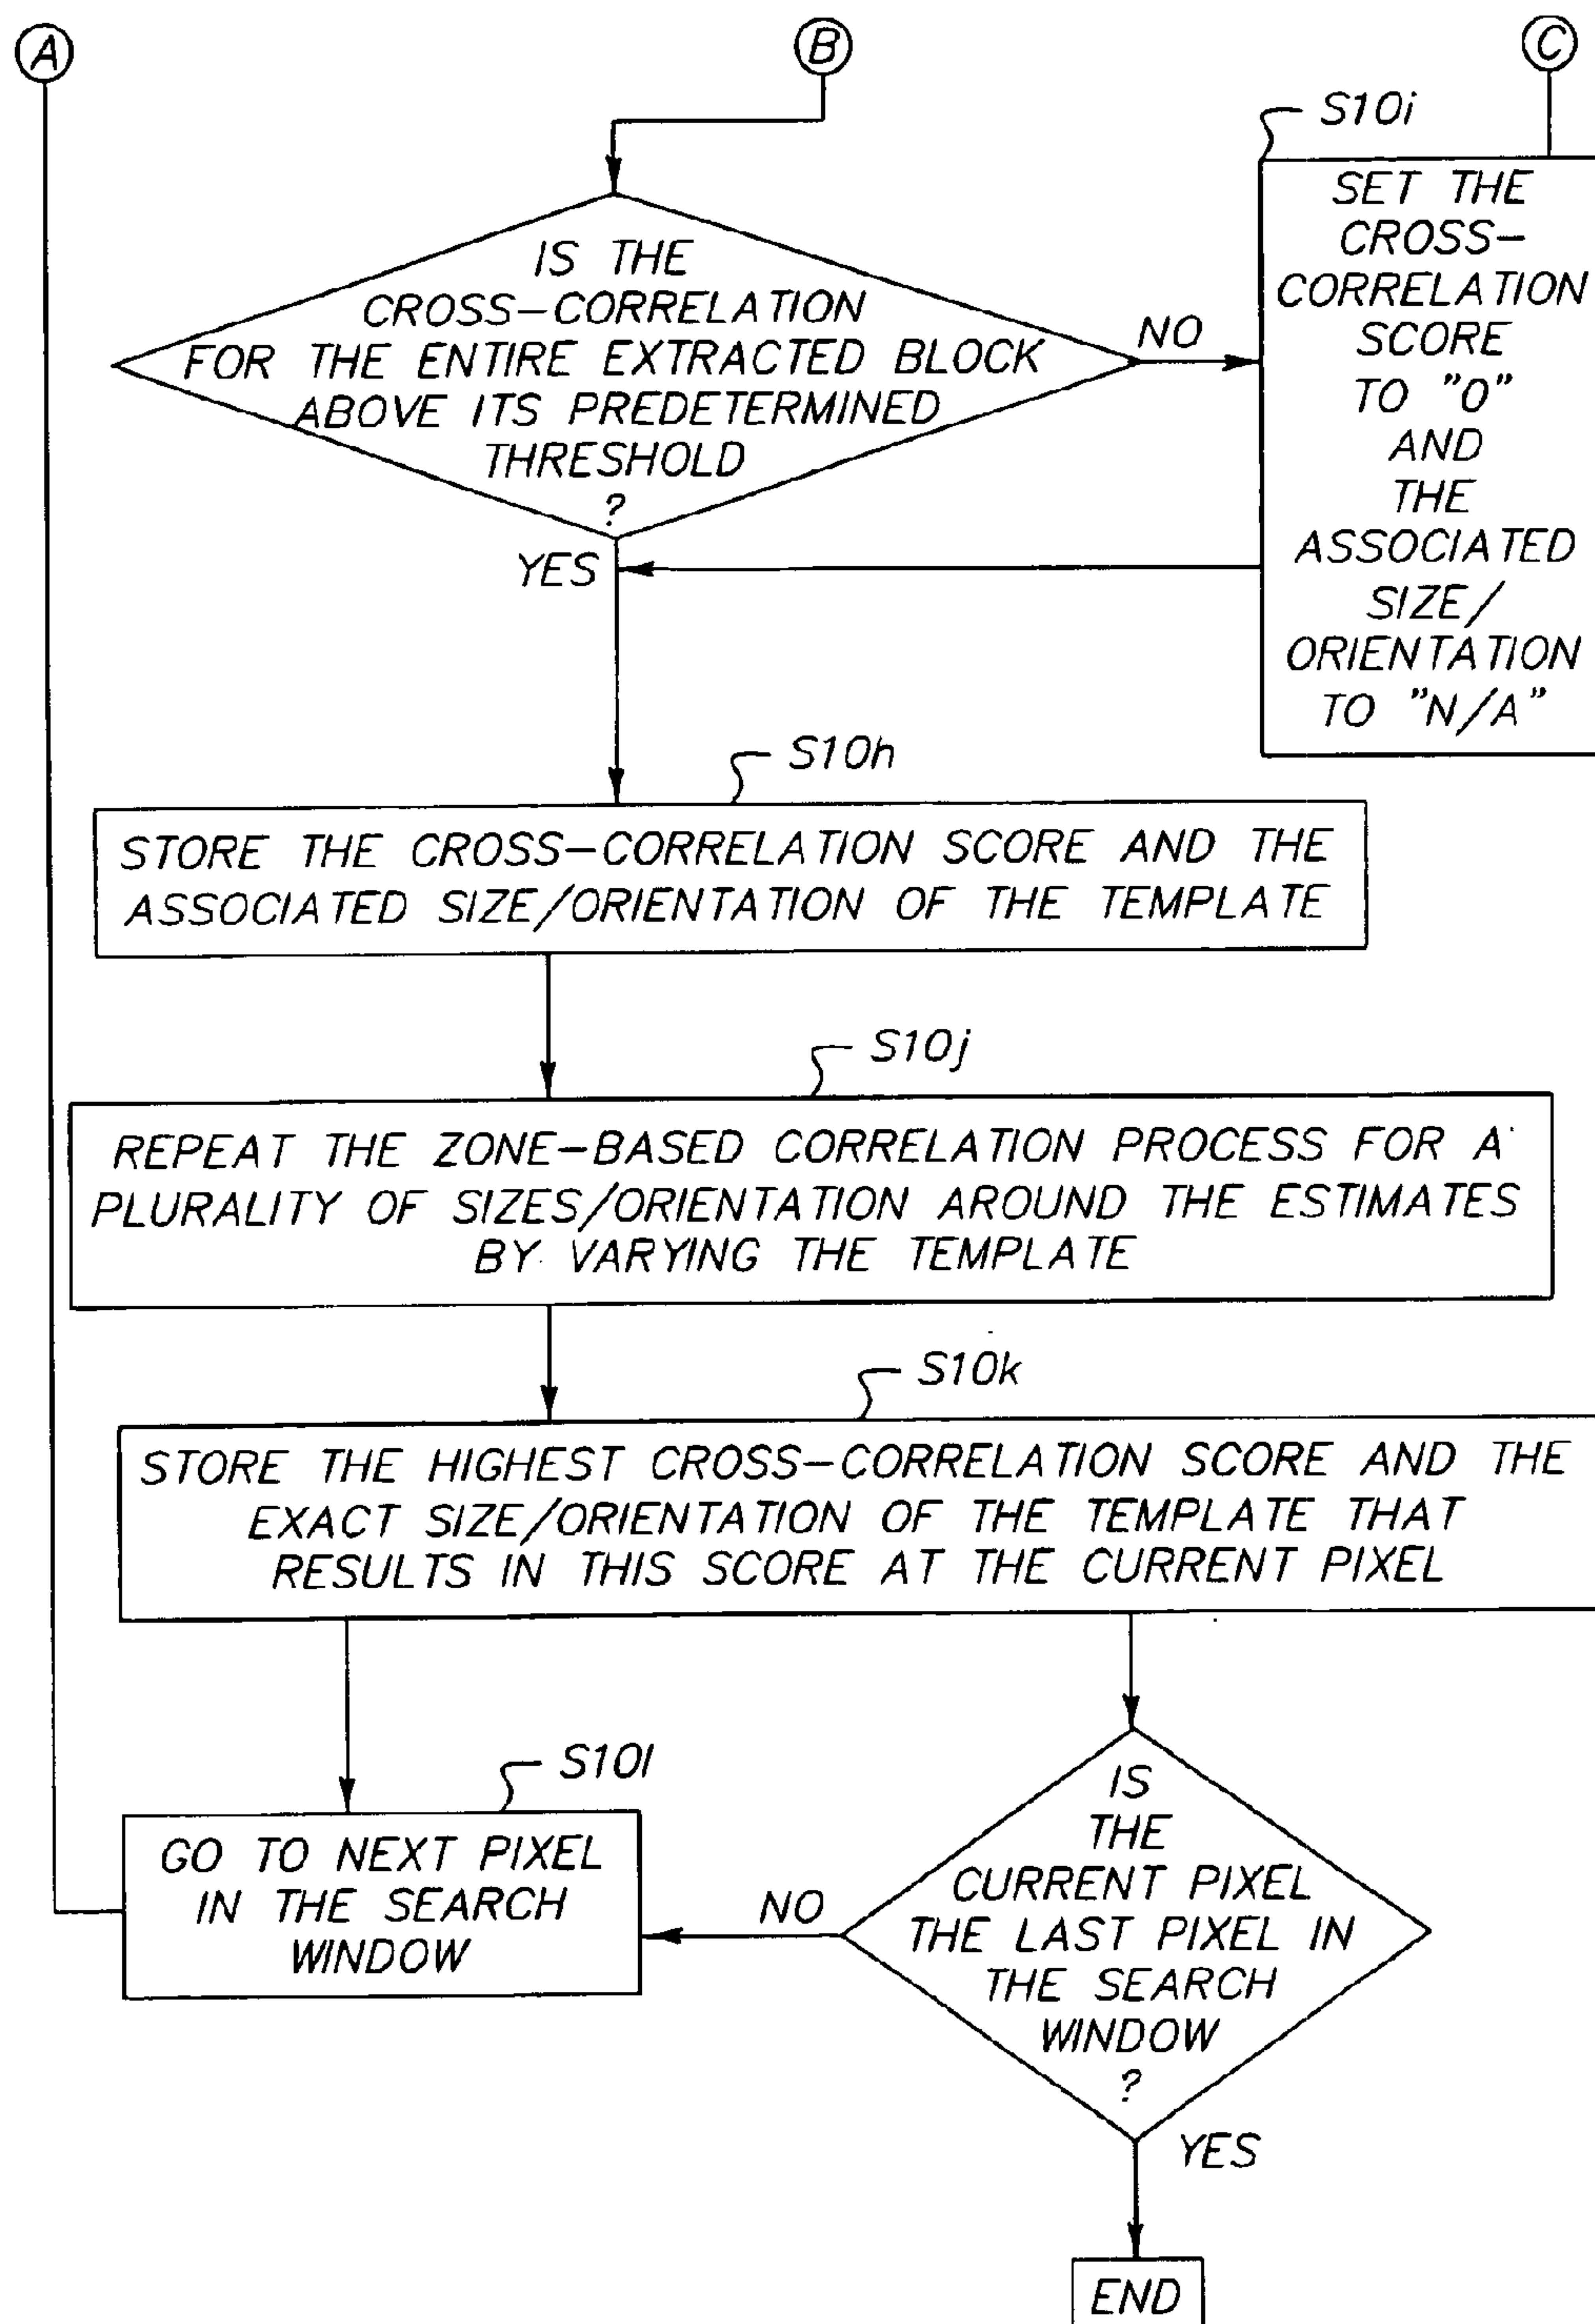 A
B
C
S10i
IS THE
CROSS-CORRELATION
FOR THE ENTIRE EXTRACTED BLOCK
ABOVE ITS PREDETERMINED
THRESHOLD
?
NO
SET THE
CROSS-
CORRELATION
SCORE
TO "0"
AND
THE
ASSOCIATED
SIZE/
ORIENTATION
TO "N/A"
YES
S10h
STORE THE CROSS-CORRELATION SCORE AND THE
ASSOCIATED SIZE/ORIENTATION OF THE TEMPLATE
S10j
REPEAT THE ZONE-BASED CORRELATION PROCESS FOR A
PLURALITY OF SIZES/ORIENTATION AROUND THE ESTIMATES
BY VARYING THE TEMPLATE
S10k
STORE THE HIGHEST CROSS-CORRELATION SCORE AND THE
EXACT SIZE/ORIENTATION OF THE TEMPLATE THAT
RESULTS IN THIS SCORE AT THE CURRENT PIXEL
S10l
GO TO NEXT PIXEL
IN THE SEARCH
WINDOW
NO
IS
THE
CURRENT PIXEL
THE LAST PIXEL IN
THE SEARCH
WINDOW
?
YES
END